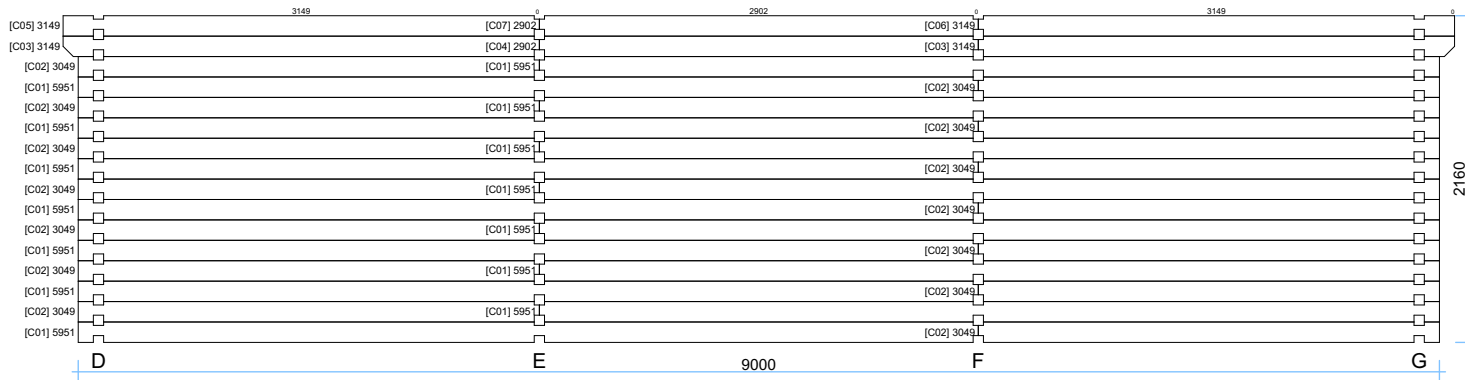 3149 0 2902 0 3149 0
[C05] 3149 [C07] 2902 [C06] 3149
[C03] 3149 [C04] 2902 [C03] 3149
[C02] 3049 [C01] 5951
[C01] 5951 [C02] 3049
[C02] 3049 [C01] 5951
[C01] 5951 [C02] 3049
[C02] 3049 [C01] 5951
[C01] 5951 [C02] 3049
[C02] 3049 [C01] 5951
[C01] 5951 [C02] 3049
[C02] 3049 [C01] 5951
[C01] 5951 [C02] 3049
[C02] 3049 [C01] 5951
[C01] 5951 [C02] 3049
[C02] 3049 [C01] 5951
[C01] 5951 [C02] 3049
2160
D E F G
9000